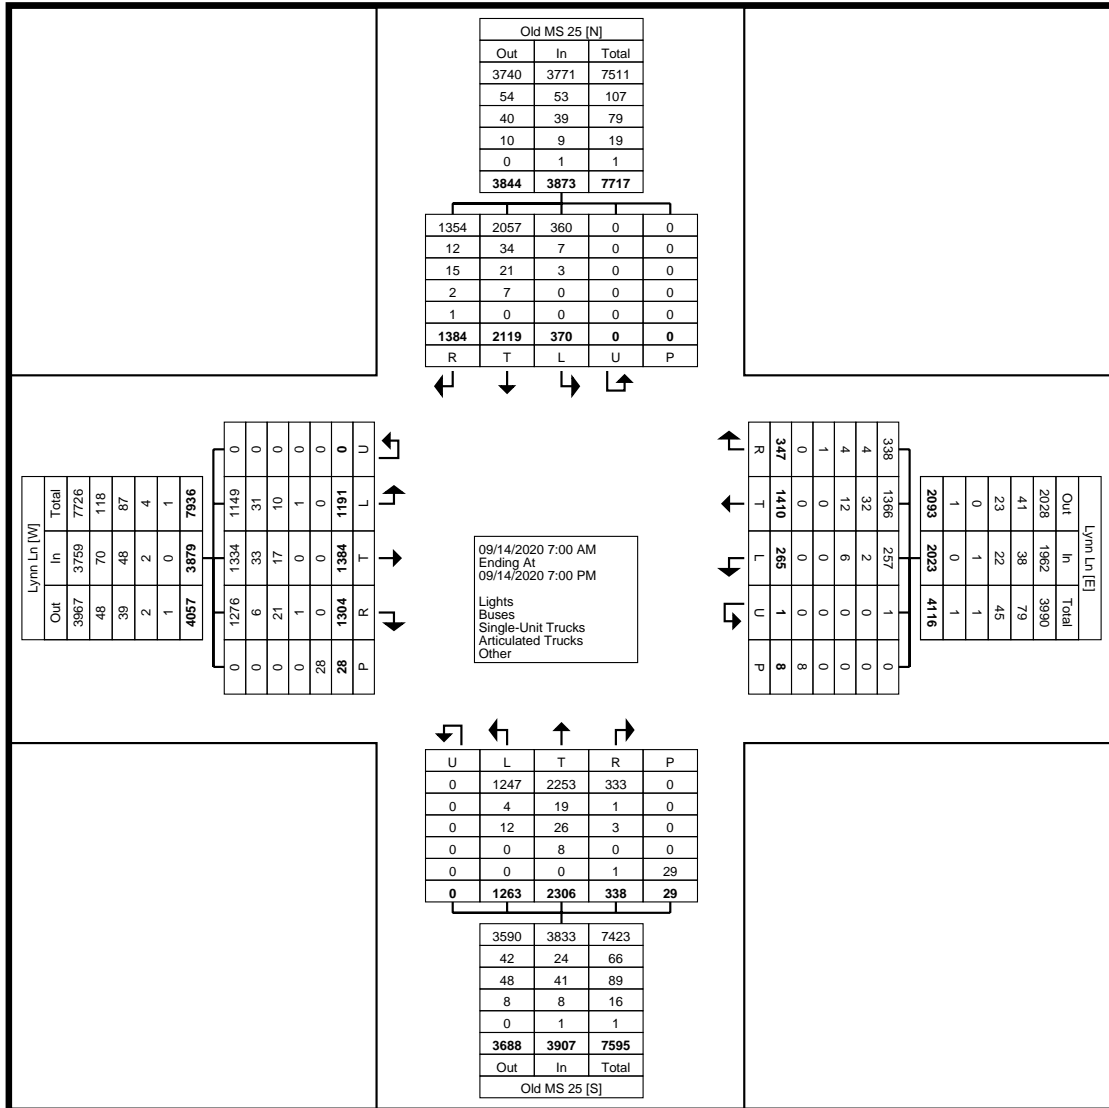 Old MS 25 [N]
Out In Total
3740 3771 7511
54 53 107
40 39 79
10 9 19
0 1 1
3844 3873 7717
1354 2057 360 0 0
12 34 7 0 0
15 21 3 0 0
2 7 0 0 0
1 0 0 0 0
1384 2119 370 0 0
R T L U P
Lynn Ln [W]
Out In Total
3967 3759 7726
48 70 118
39 48 87
2 2 4
1 0 1
4057 3879 7936
0 1276 1334 1149 0
0 6 33 31 0
0 21 17 10 0
0 1 0 1 0
28 0 0 0 0
28 1304 1384 1191 0
P R T L U
09/14/2020 7:00 AM
Ending At
09/14/2020 7:00 PM
Lights
Buses
Single-Unit Trucks
Articulated Trucks
Other
Lynn Ln [E]
Out In Total
2028 1962 3990
41 38 79
23 22 45
0 1 1
1 0 1
2093 2023 4116
338 1366 257 1 0
4 32 2 0 0
4 12 6 0 0
1 0 0 0 0
0 0 0 0 8
347 1410 265 1 8
R T L U P
U L T R P
0 1247 2253 333 0
0 4 19 1 0
0 12 26 3 0
0 0 8 0 0
0 0 0 1 29
0 1263 2306 338 29
3590 3833 7423
42 24 66
48 41 89
8 8 16
0 1 1
3688 3907 7595
Out In Total
Old MS 25 [S]